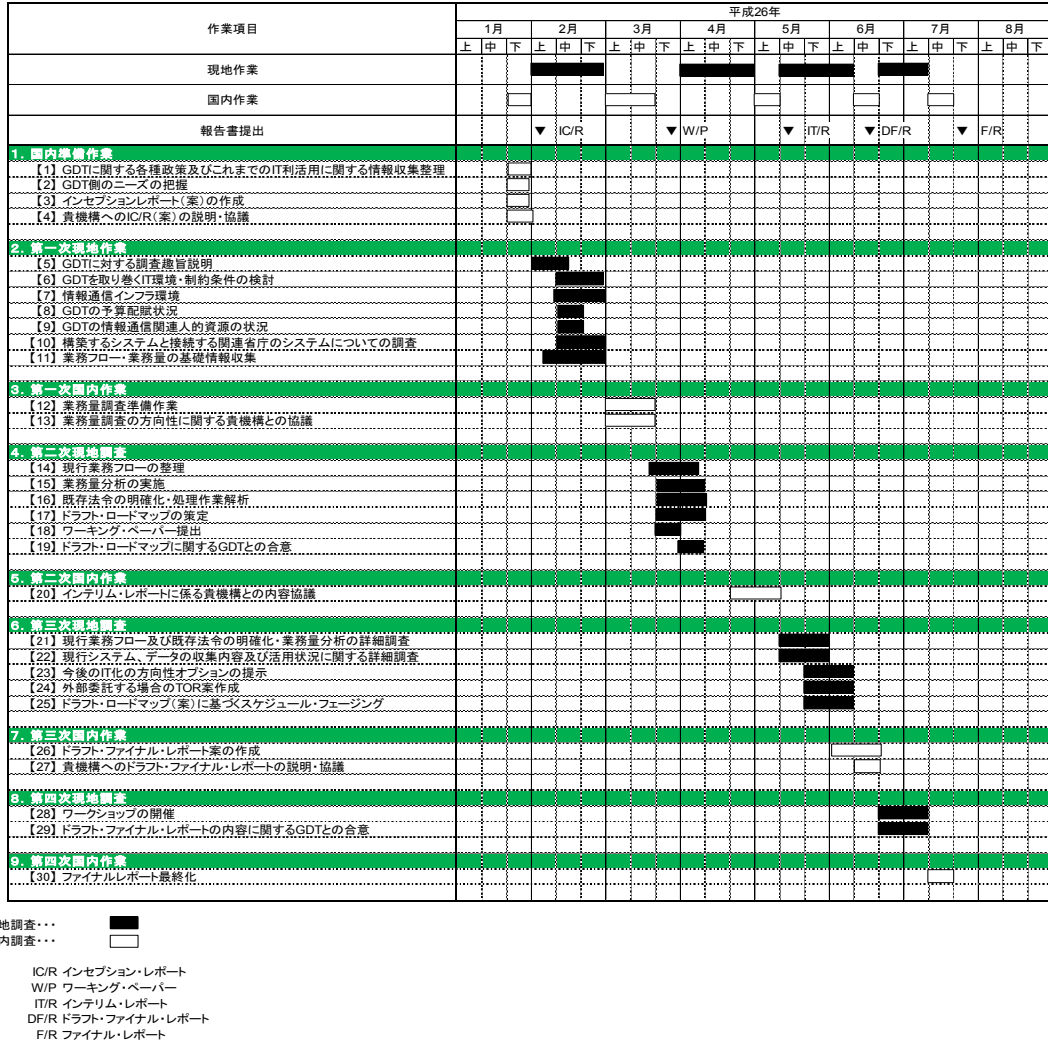 作業項目
平成26年
1月 2月 3月 4月 5月 6月 7月 8月
上 中 下 上 中 下 上 中 下 上 中 下 上 中 下 上 中 下 上 中 下 上 中 下
現地作業
国内作業
報告書提出 ▼ IC/R ▼ W/P ▼ IT/R ▼ DF/R ▼ F/R
1. 国内準備作業
【1】 GDTに関する各種政策及びこれまでのIT利活用に関する情報収集整理
【2】 GDT側のニーズの把握
【3】 インセプションレポート(案)の作成
【4】 貴機構へのIC/R(案)の説明・協議
2. 第一次現地作業
【5】 GDTに対する調査趣旨説明
【6】 GDTを取り巻くIT環境・制約条件の検討
【7】 情報通信インフラ環境
【8】 GDTの予算配賦状況
【9】 GDTの情報通信関連人的資源の状況
【10】 構築するシステムと接続する関連省庁のシステムについての調査
【11】 業務フロー・業務量の基礎情報収集
3. 第一次国内作業
【12】 業務量調査準備作業
【13】 業務量調査の方向性に関する貴機構との協議
4. 第二次現地調査
【14】 現行業務フローの整理
【15】 業務量分析の実施
【16】 既存法令の明確化・処理作業解析
【17】 ドラフト・ロードマップの策定
【18】 ワーキング・ペーパー提出
【19】 ドラフト・ロードマップに関するGDTとの合意
5. 第二次国内作業
【20】 インテリム・レポートに係る貴機構との内容協議
6. 第三次現地調査
【21】 現行業務フロー及び既存法令の明確化・業務量分析の詳細調査
【22】 現行システム、データの収集内容及び活用状況に関する詳細調査
【23】 今後のIT化の方向性オプションの提示
【24】 外部委託する場合のTOR案作成
【25】 ドラフト・ロードマップ(案)に基づくスケジュール・フェージング
7. 第三次国内作業
【26】 ドラフト・ファイナル・レポート案の作成
【27】 貴機構へのドラフト・ファイナル・レポートの説明・協議
8. 第四次現地調査
【28】 ワークショップの開催
【29】 ドラフト・ファイナル・レポートの内容に関するGDTとの合意
9. 第四次国内作業
【30】 ファイナルレポート最終化
地調査・・・
内調査・・・
IC/R インセプション・レポート
W/P ワーキング・ペーパー
IT/R インテリム・レポート
DF/R ドラフト・ファイナル・レポート
F/R ファイナル・レポート